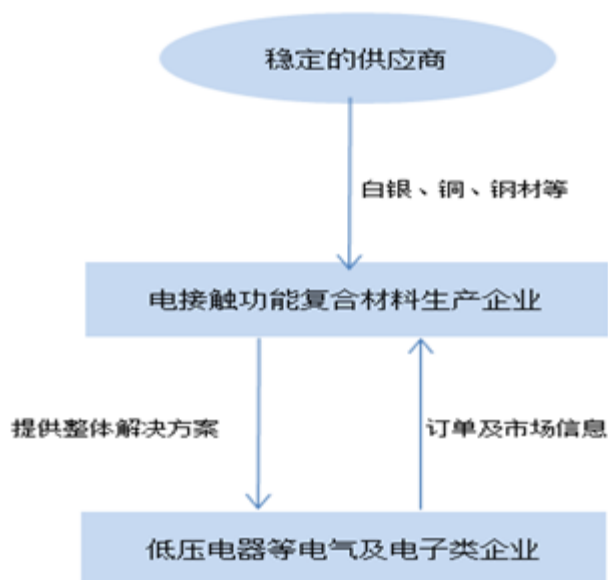 稳定的供应商
白银、铜、钢材等
电接触功能复合材料生产企业
提供整体解决方案
订单及市场信息
低压电器等电气及电子类企业